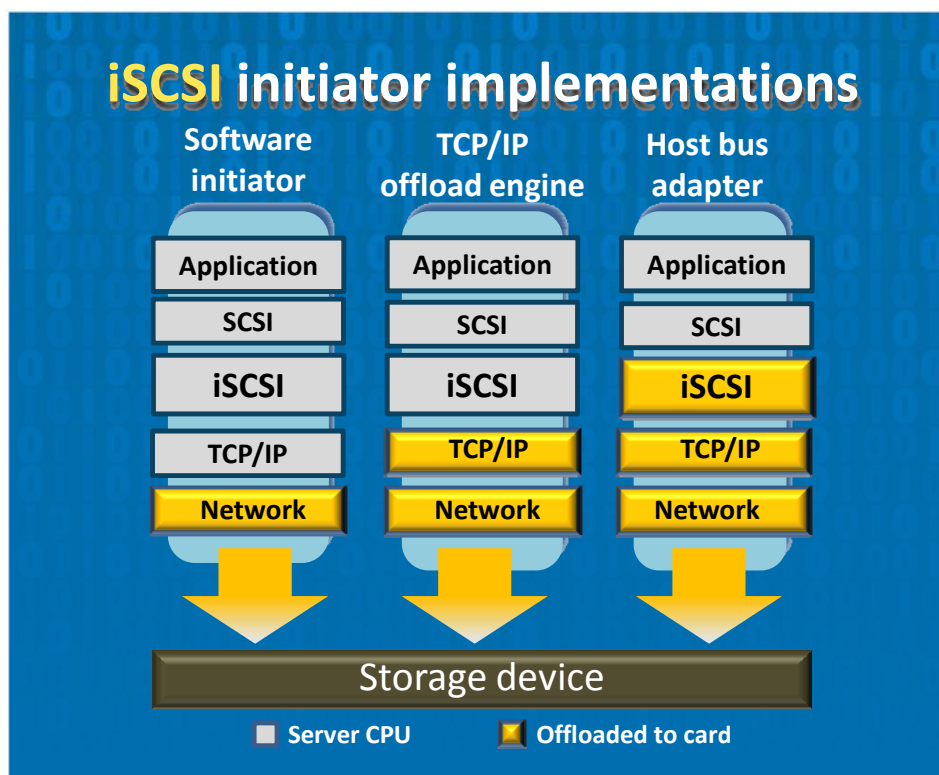 iSCSI initiator implementations
Software
initiator
TCP/IP
offload engine
Host bus
adapter
Application
SCSI
iSCSI
TCP/IP
Network
Application
SCSI
iSCSI
TCP/IP
Network
Application
SCSI
iSCSI
TCP/IP
Network
Storage device
Server CPU
Offloaded to card